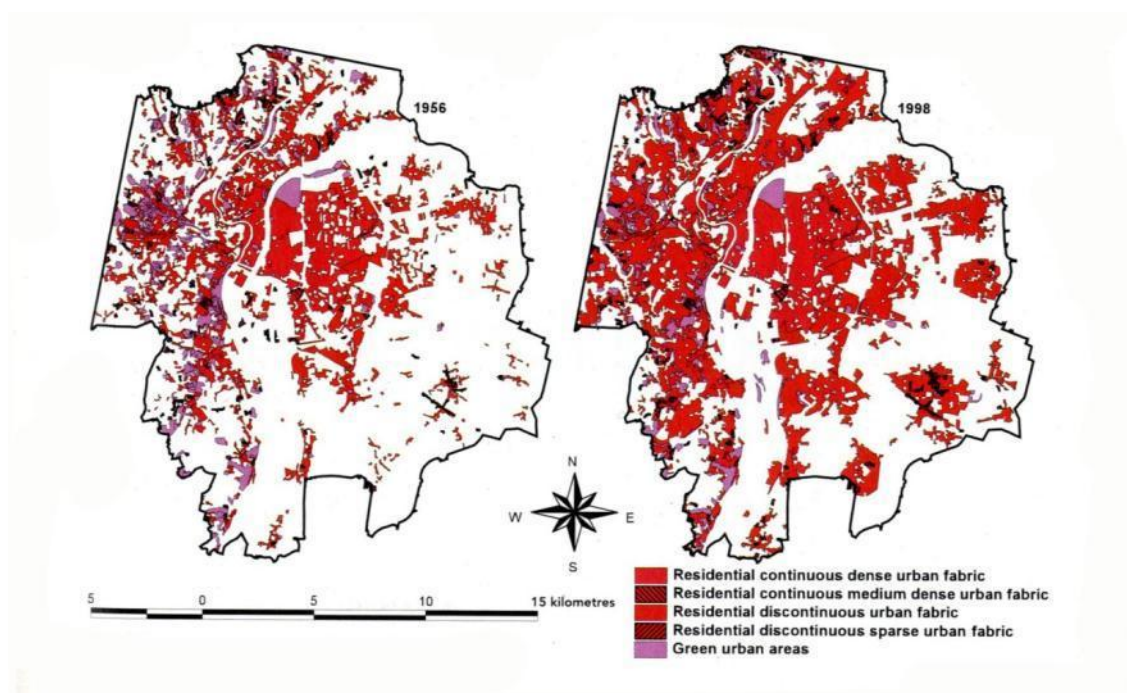 1956
1998
N
W E
S
5 0 5 10 15 kilometres
Residential continuous dense urban fabric
Residential continuous medium dense urban fabric
Residential discontinuous urban fabric
Residential discontinuous sparse urban fabric
Green urban areas